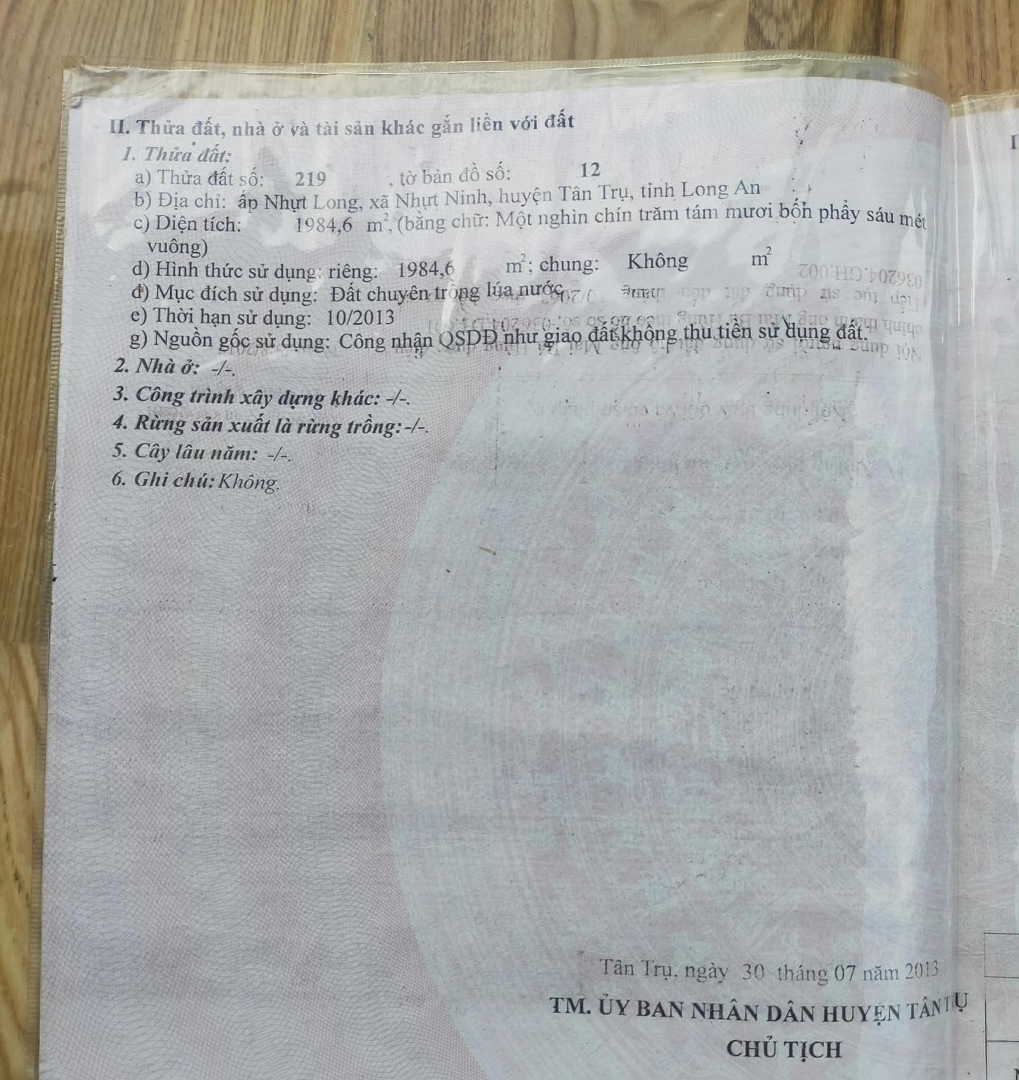 II. Thửa đất, nhà ở và tài sản khác gắn liền với đất
1. Thửa đất:
a) Thửa đất số: 219 , tờ bản đồ số: 12
b) Địa chỉ: ấp Nhựt Long, xã Nhựt Ninh, huyện Tân Trụ, tỉnh Long An
c) Diện tích: 1984,6 m², (bằng chữ: Một nghìn chín trăm tám mươi bốn phẩy sáu mét
vuông)
d) Hình thức sử dụng: riêng: 1984,6 m²; chung: Không m²
đ) Mục đích sử dụng: Đất chuyên trồng lúa nước
e) Thời hạn sử dụng: 10/2013
g) Nguồn gốc sử dụng: Công nhận QSDĐ như giao đất không thu tiền sử dụng đất.
2. Nhà ở: -/-.
3. Công trình xây dựng khác: -/-.
4. Rừng sản xuất là rừng trồng: -/-.
5. Cây lâu năm: -/-.
6. Ghi chú: Không.
Tân Trụ, ngày 30 tháng 07 năm 2013
TM. ỦY BAN NHÂN DÂN HUYỆN TÂN TRỤ
CHỦ TỊCH